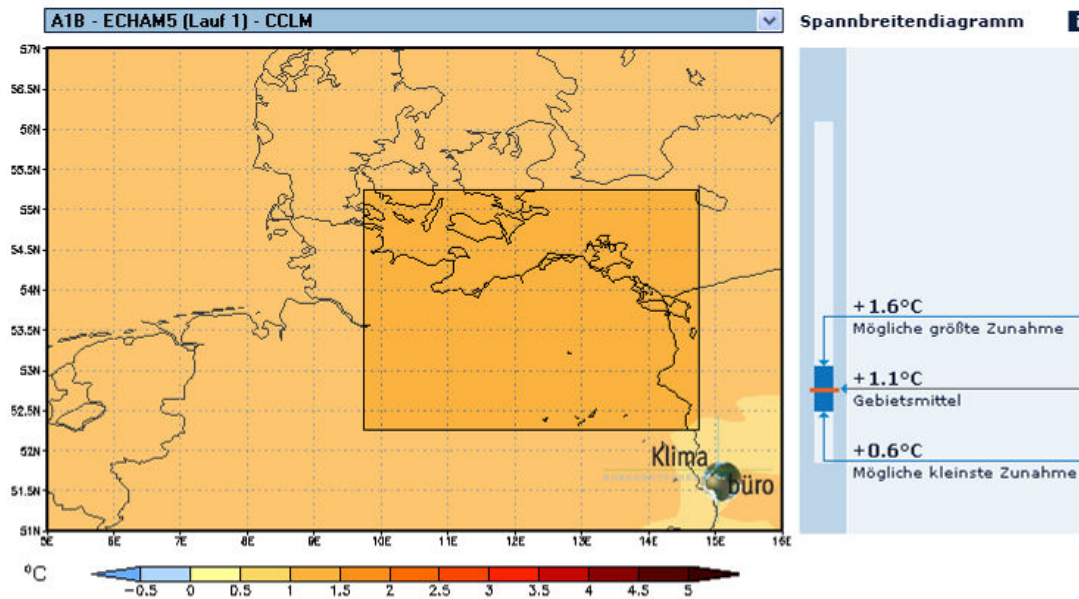 A1B - ECHAM5 (Lauf 1) - CCLM
Spannbreitendiagramm
i
57N
56.5N
56N
55.5N
55N
54.5N
54N
53.5N
53N
52.5N
52N
51.5N
51N
5E 6E 7E 8E 9E 10E 11E 12E 13E 14E 15E 16E
Klima
büro
°C
-0.5 0 0.5 1 1.5 2 2.5 3 3.5 4 4.5 5
+1.6°C
Mögliche größte Zunahme
+1.1°C
Gebietsmittel
+0.6°C
Mögliche kleinste Zunahme